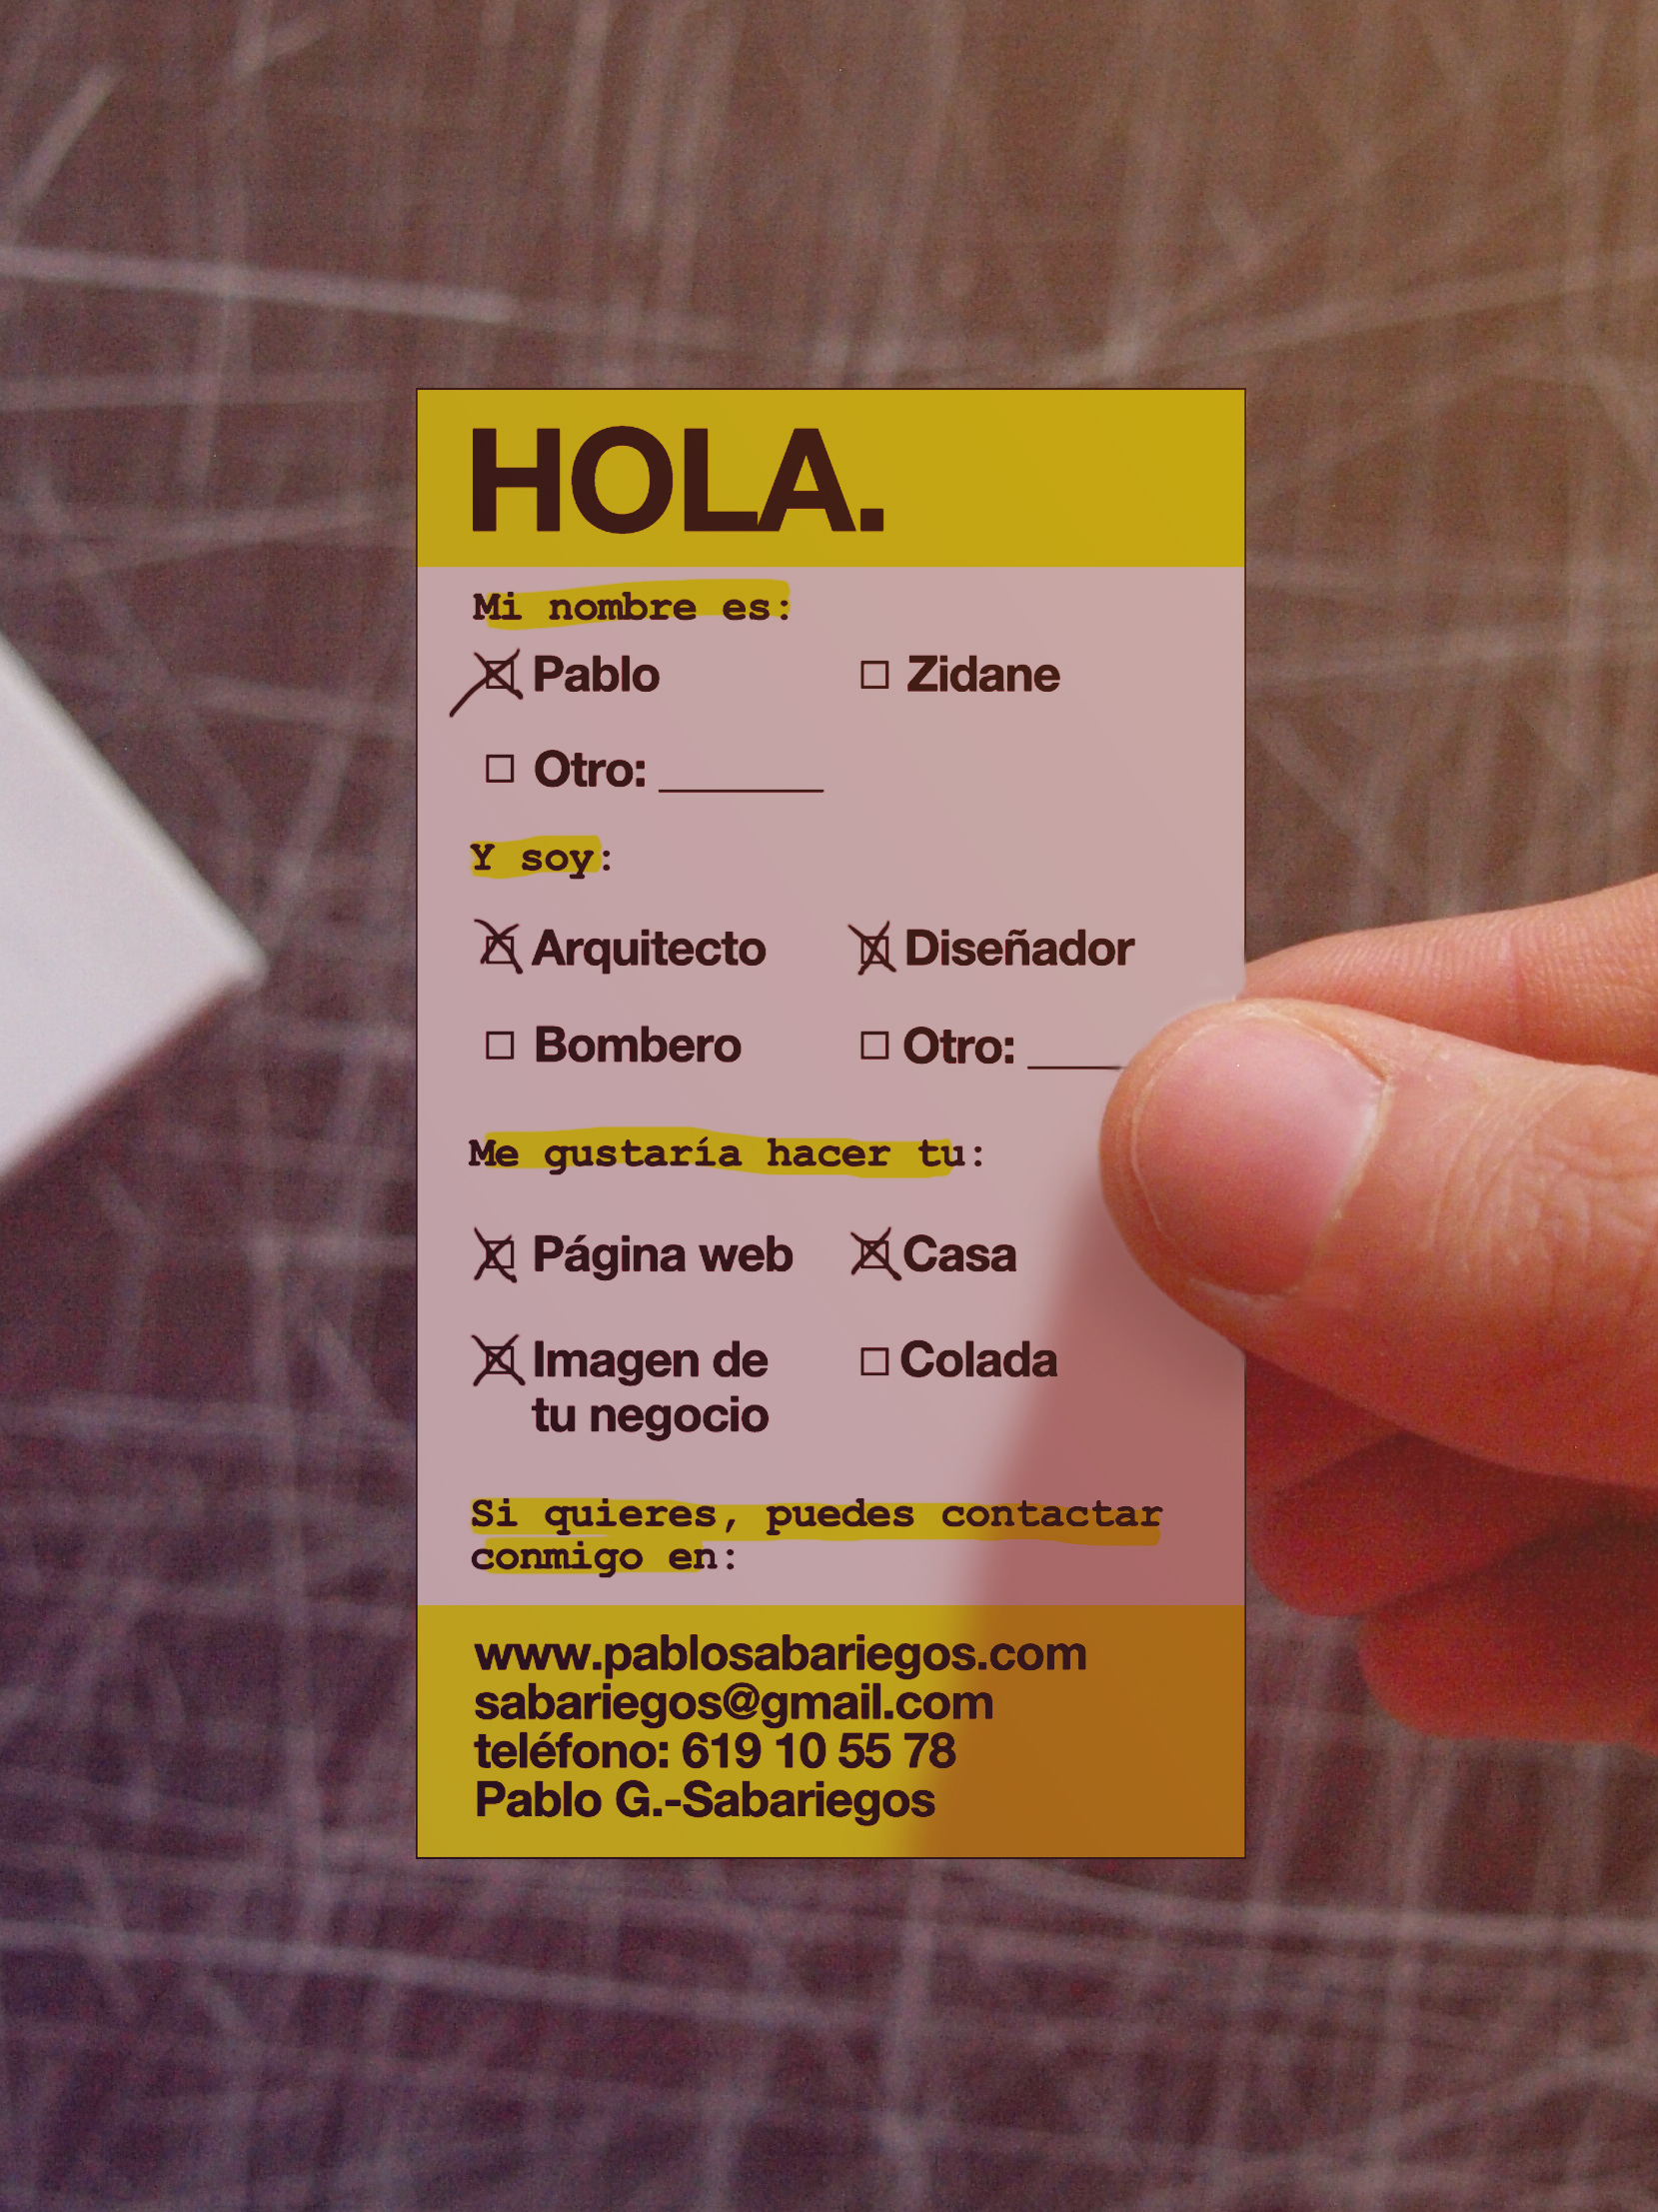 HOLA.
Mi nombre es:
Pablo
Zidane
Otro: _______
Y soy:
Arquitecto
Diseñador
Bombero
Otro: ____
Me gustaría hacer tu:
Página web
Casa
Imagen de
tu negocio
Colada
Si quieres, puedes contactar
conmigo en:
www.pablosabariegos.com
sabariegos@gmail.com
teléfono: 619 10 55 78
Pablo G.-Sabariegos